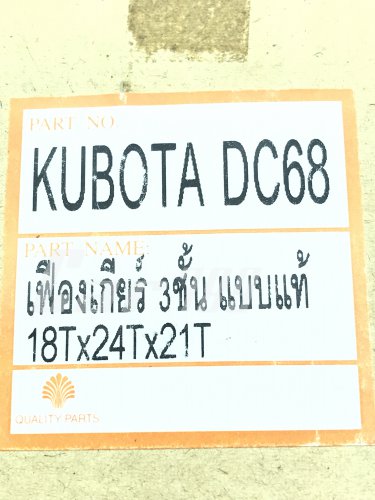 PART NO
KUBOTA DC68
PART NAME:
เฟืองเกียร์ 3ชั้น แบบแท้
18Tx24Tx21T
QUALITY PARTS